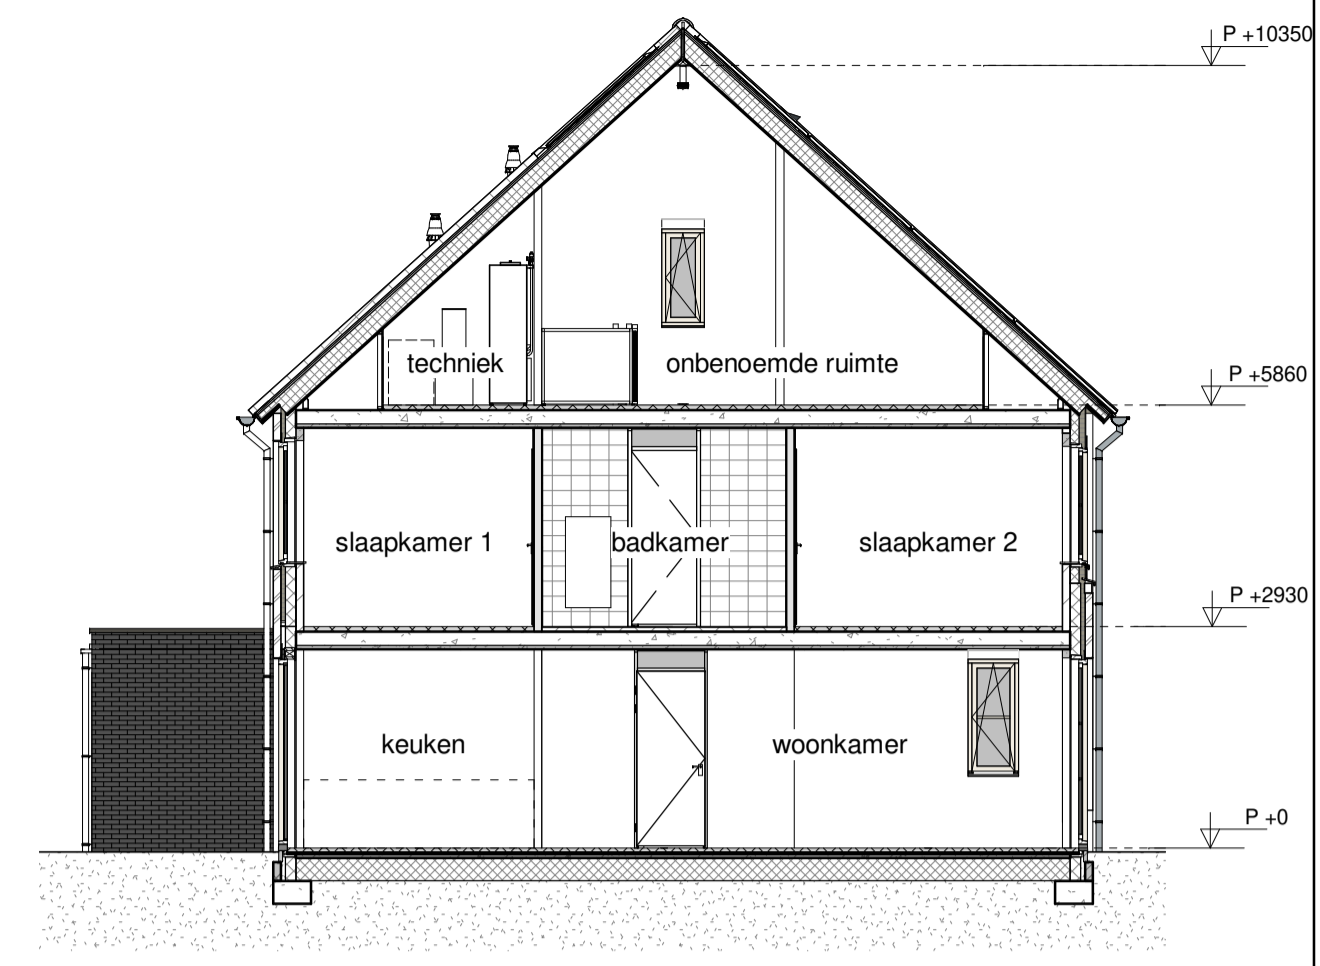 P +10350
techniek
onbenoemde ruimte
P +5860
slaapkamer 1
badkamer
slaapkamer 2
P +2930
keuken
woonkamer
P +0